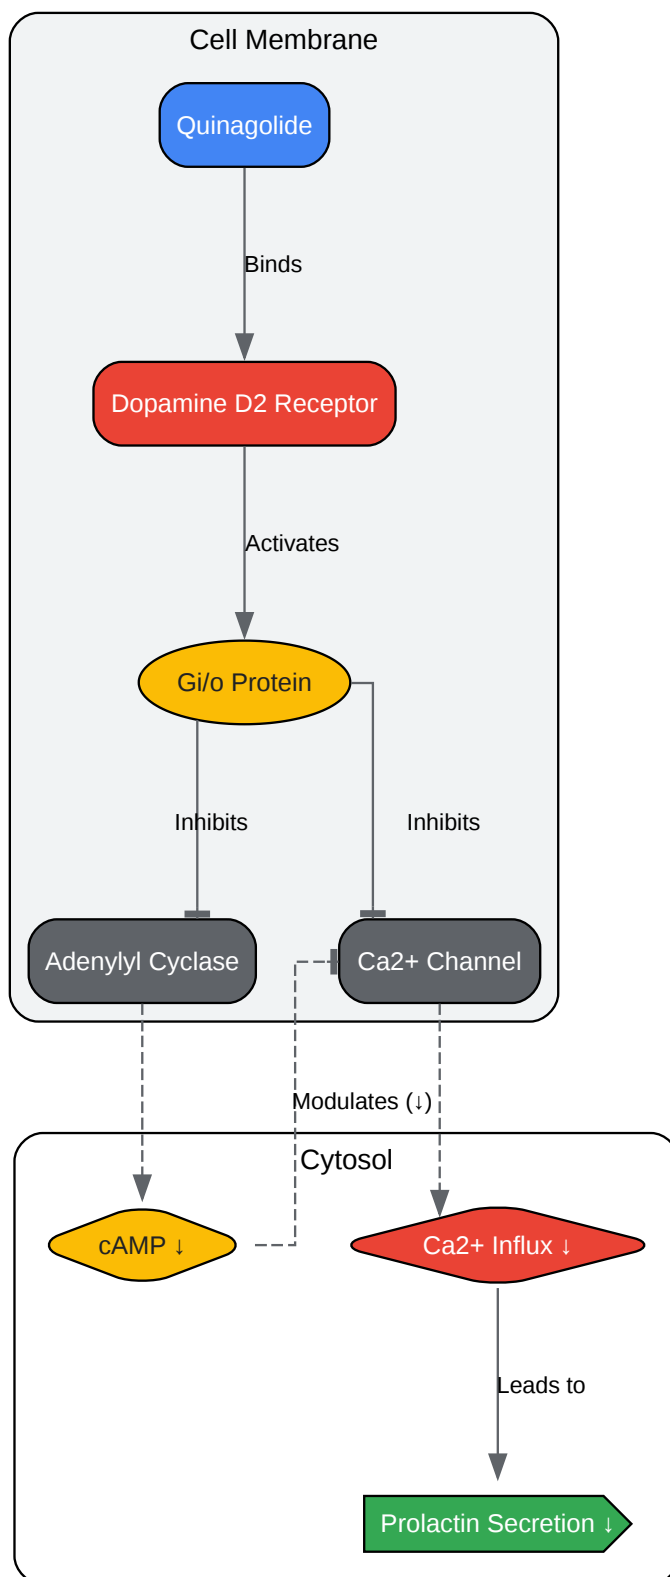 Cell Membrane
Quinagolide
Binds
Dopamine D2 Receptor
Activates
Gi/o Protein
Inhibits
Inhibits
Adenylyl Cyclase
Ca2+ Channel
Modulates (↓)
Cytosol
cAMP ↓
Ca2+ Influx ↓
Leads to
Prolactin Secretion ↓